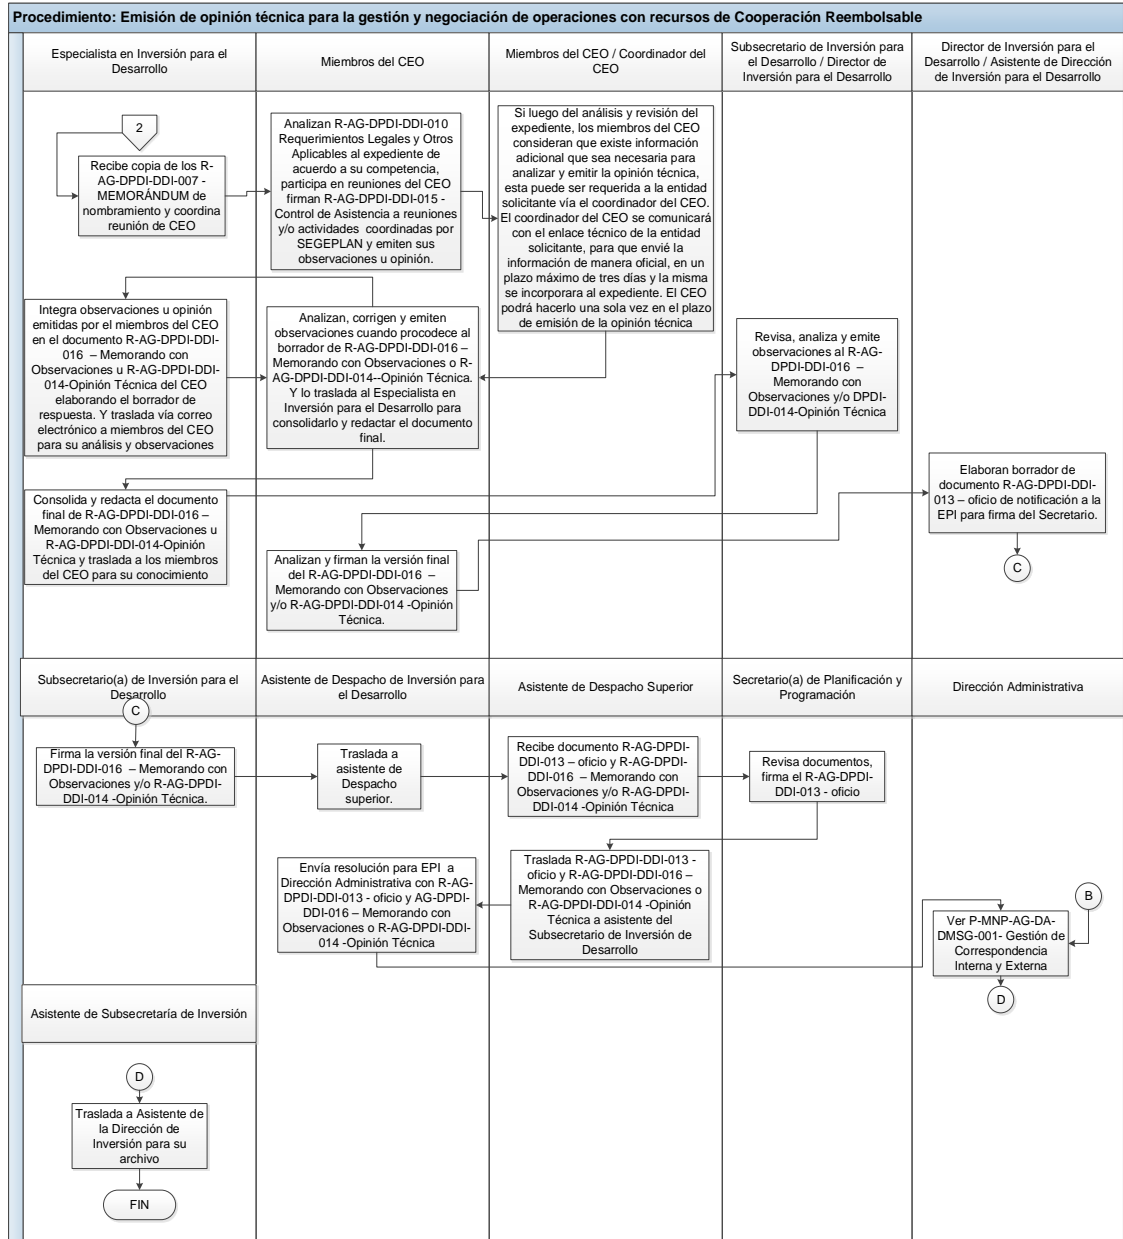 Procedimiento: Emisión de opinión técnica para la gestión y negociación de operaciones con recursos de Cooperación Reembolsable
Especialista en Inversión para el
Desarrollo
Miembros del CEO
Miembros del CEO / Coordinador del
CEO
Subsecretario de Inversión para
el Desarrollo / Director de
Inversión para el Desarrollo
Director de Inversión para el
Desarrollo / Asistente de Dirección
de Inversión para el Desarrollo
2
Recibe copia de los R-
AG-DPDI-DDI-007 -
MEMORÁNDUM de
nombramiento y coordina
reunión de CEO
Analizan R-AG-DPDI-DDI-010
Requerimientos Legales y Otros
Aplicables al expediente de
acuerdo a su competencia,
participa en reuniones del CEO
firman R-AG-DPDI-DDI-015 -
Control de Asistencia a reuniones
y/o actividades coordinadas por
SEGEPLAN y emiten sus
observaciones u opinión.
Si luego del análisis y revisión del
expediente, los miembros del CEO
consideran que existe información
adicional que sea necesaria para
analizar y emitir la opinión técnica,
esta puede ser requerida a la entidad
solicitante vía el coordinador del CEO.
El coordinador del CEO se comunicará
con el enlace técnico de la entidad
solicitante, para que envié la
información de manera oficial, en un
plazo máximo de tres días y la misma
se incorporara al expediente. El CEO
podrá hacerlo una sola vez en el plazo
de emisión de la opinión técnica
Integra observaciones u opinión
emitidas por el miembros del CEO
en el documento R-AG-DPDI-DDI-
016 – Memorando con
Observaciones u R-AG-DPDI-DDI-
014-Opinión Técnica del CEO
elaborando el borrador de
respuesta. Y traslada vía correo
electrónico a miembros del CEO
para su análisis y observaciones
Analizan, corrigen y emiten
observaciones cuando procodece al
borrador de R-AG-DPDI-DDI-016 –
Memorando con Observaciones o R-
AG-DPDI-DDI-014--Opinión Técnica.
Y lo traslada al Especialista en
Inversión para el Desarrollo para
consolidarlo y redactar el documento
final.
Revisa, analiza y emite
observaciones al R-AG-
DPDI-DDI-016 –
Memorando con
Observaciones y/o DPDI-
DDI-014-Opinión Técnica
Elaboran borrador de
documento R-AG-DPDI-DDI-
013 – oficio de notificación a la
EPI para firma del Secretario.
C
Consolida y redacta el documento
final de R-AG-DPDI-DDI-016 –
Memorando con Observaciones u
R-AG-DPDI-DDI-014-Opinión
Técnica y traslada a los miembros
del CEO para su conocimiento
Analizan y firman la versión final
del R-AG-DPDI-DDI-016 –
Memorando con Observaciones
y/o R-AG-DPDI-DDI-014 -Opinión
Técnica.
Subsecretario(a) de Inversión para el
Desarrollo
Asistente de Despacho de Inversión para
el Desarrollo
Asistente de Despacho Superior
Secretario(a) de Planificación y
Programación
Dirección Administrativa
C
Firma la versión final del R-AG-
DPDI-DDI-016 – Memorando con
Observaciones y/o R-AG-DPDI-
DDI-014 -Opinión Técnica.
Traslada a
asistente de
Despacho
superior.
Recibe documento R-AG-DPDI-
DDI-013 – oficio y R-AG-DPDI-
DDI-016 – Memorando con
Observaciones y/o R-AG-DPDI-
DDI-014 -Opinión Técnica
Revisa documentos,
firma el R-AG-DPDI-
DDI-013 - oficio
Envía resolución para EPI a
Dirección Administrativa con R-AG-
DPDI-DDI-013 - oficio y AG-DPDI-
DDI-016 – Memorando con
Observaciones o R-AG-DPDI-DDI-
014 -Opinión Técnica
Traslada R-AG-DPDI-DDI-013 -
oficio y R-AG-DPDI-DDI-016 –
Memorando con Observaciones o
R-AG-DPDI-DDI-014 -Opinión
Técnica a asistente del
Subsecretario de Inversión de
Desarrollo
B
Ver P-MNP-AG-DA-
DMSG-001- Gestión de
Correspondencia
Interna y Externa
D
Asistente de Subsecretaría de Inversión
D
Traslada a Asistente de
la Dirección de
Inversión para su
archivo
FIN